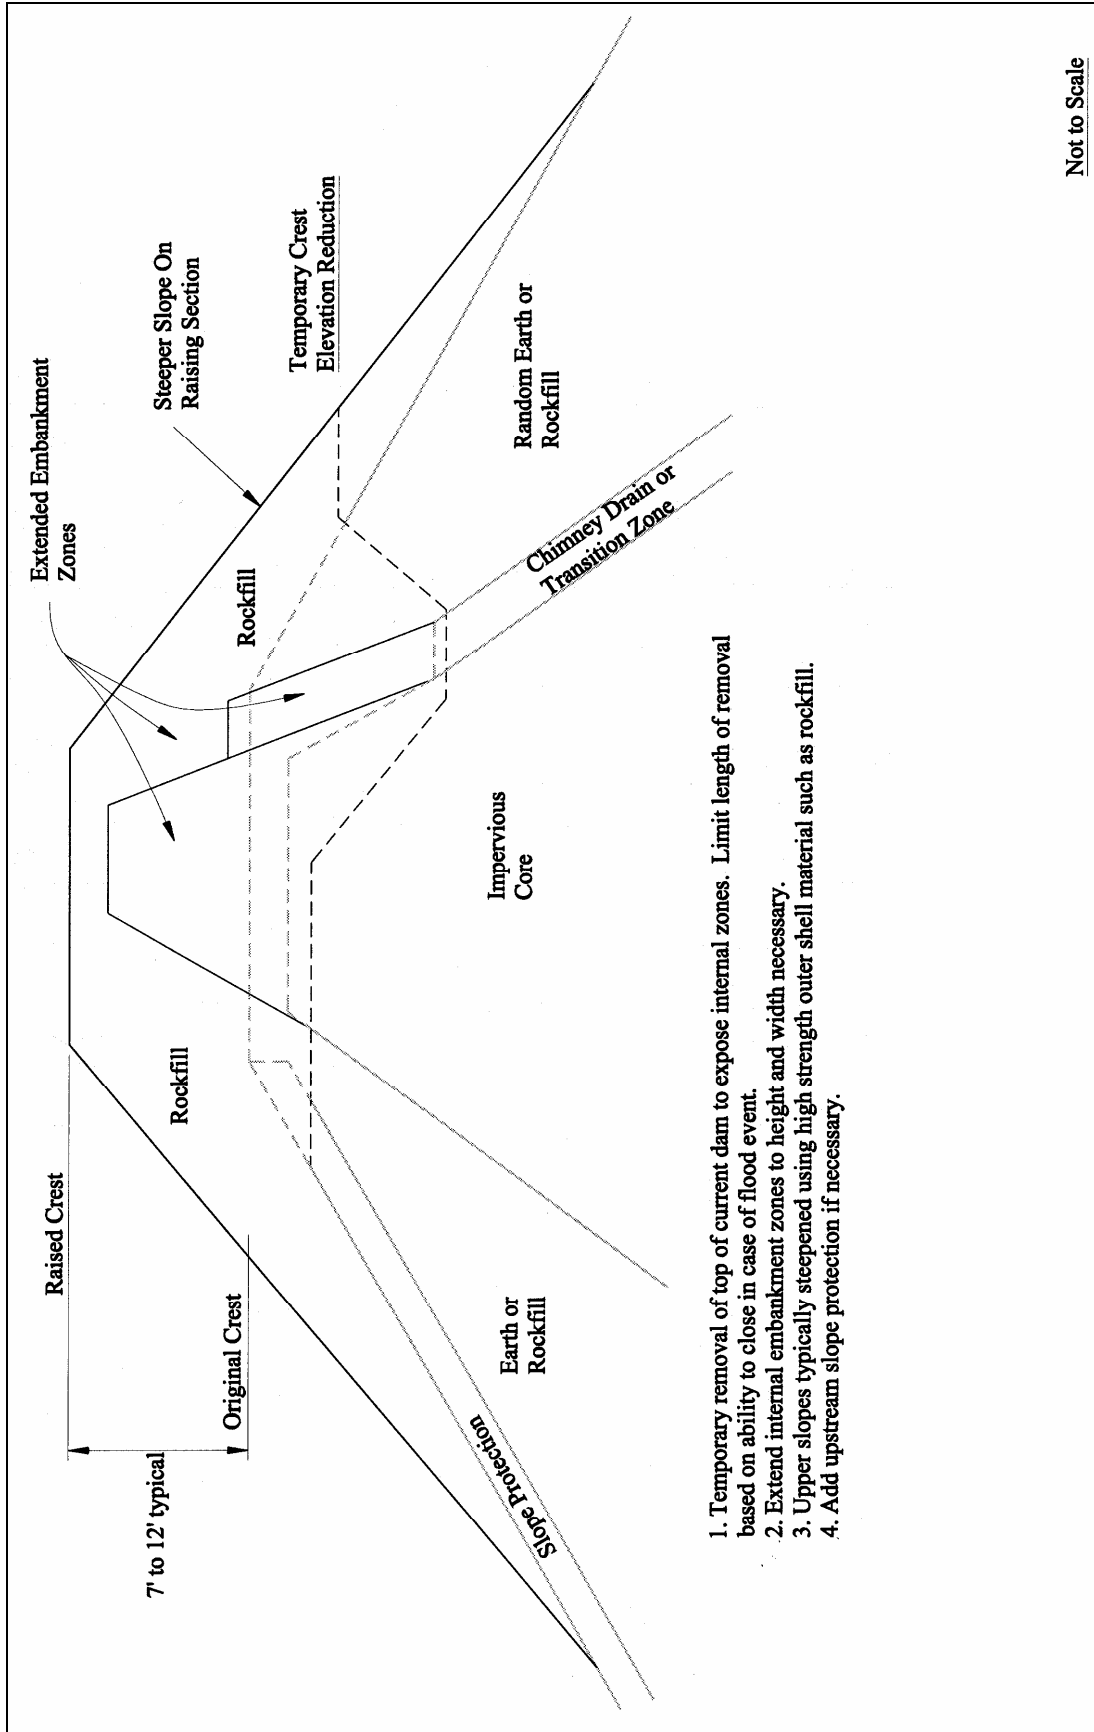 Extended Embankment
Zones
Steeper Slope On
Raising Section
Raised Crest
7' to 12' typical
Original Crest
Temporary Crest
Elevation Reduction
Rockfill
Rockfill
Earth or
Rockfill
Impervious
Core
Random Earth or
Rockfill
Slope Protection
Chimney Drain or
Transition Zone
1. Temporary removal of top of current dam to expose internal zones. Limit length of removal
based on ability to close in case of flood event.
2. Extend internal embankment zones to height and width necessary.
3. Upper slopes typically steepened using high strength outer shell material such as rockfill.
4. Add upstream slope protection if necessary.
Not to Scale